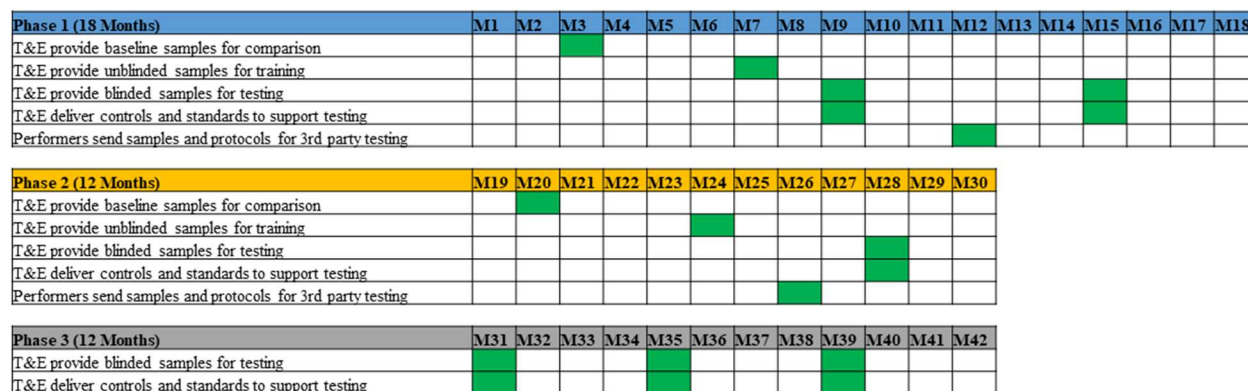 Phase 1 (18 Months) M1 M2 M3 M4 M5 M6 M7 M8 M9 M10 M11 M12 M13 M14 M15 M16 M17 M18
T&E provide baseline samples for comparison
T&E provide unblinded samples for training
T&E provide blinded samples for testing
T&E deliver controls and standards to support testing
Performers send samples and protocols for 3rd party testing
Phase 2 (12 Months) M19 M20 M21 M22 M23 M24 M25 M26 M27 M28 M29 M30
T&E provide baseline samples for comparison
T&E provide unblinded samples for training
T&E provide blinded samples for testing
T&E deliver controls and standards to support testing
Performers send samples and protocols for 3rd party testing
Phase 3 (12 Months) M31 M32 M33 M34 M35 M36 M37 M38 M39 M40 M41 M42
T&E provide blinded samples for testing
T&E deliver controls and standards to support testing